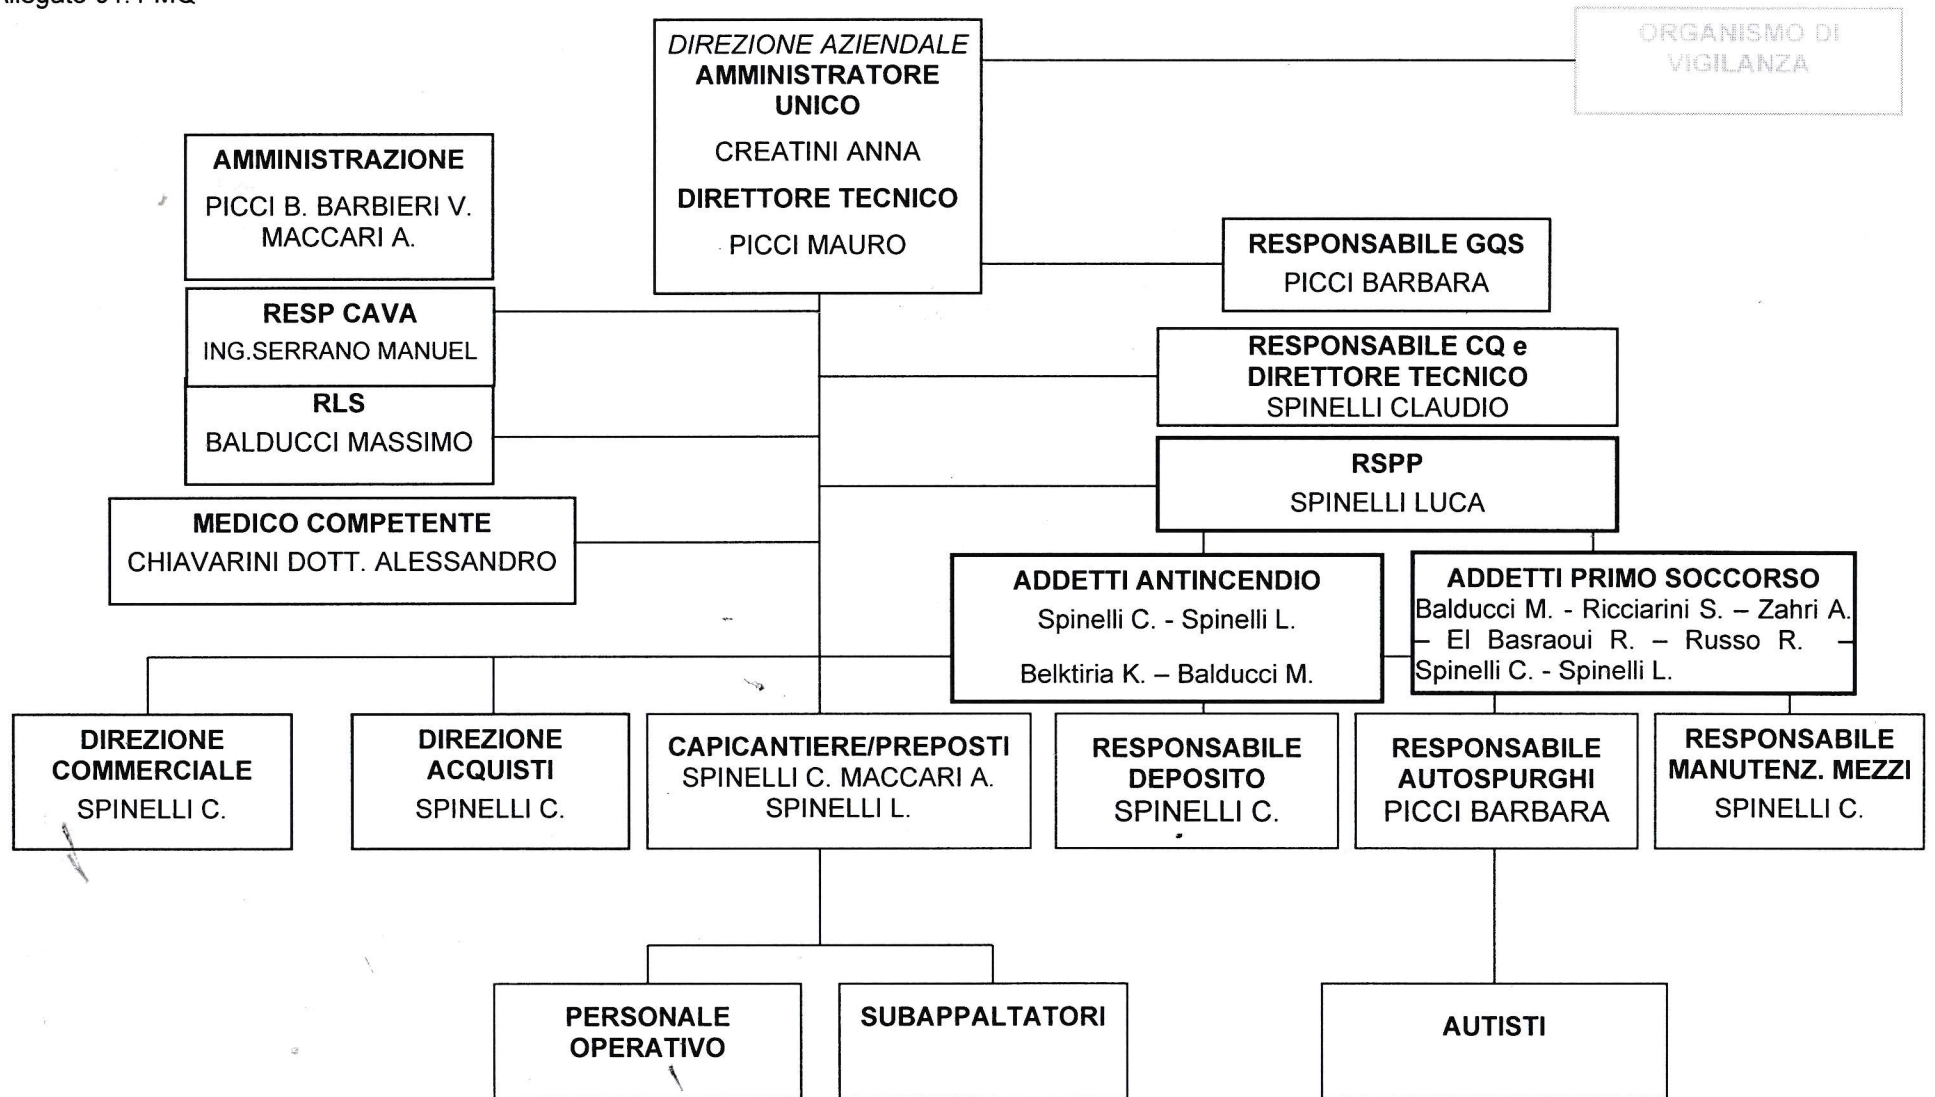 ORGANISMO DI
VIGILANZA
DIREZIONE AZIENDALE
AMMINISTRATORE
UNICO
CREATINI ANNA
DIRETTORE TECNICO
PICCI MAURO
AMMINISTRAZIONE
PICCI B. BARBIERI V.
MACCARI A.
RESPONSABILE GQS
PICCI BARBARA
RESP CAVA
ING.SERRANO MANUEL
RESPONSABILE CQ e
DIRETTORE TECNICO
SPINELLI CLAUDIO
RLS
BALDUCCI MASSIMO
RSPP
SPINELLI LUCA
MEDICO COMPETENTE
CHIAVARINI DOTT. ALESSANDRO
ADDETTI ANTINCENDIO
Spinelli C. - Spinelli L.
Belktiria K. – Balducci M.
ADDETTI PRIMO SOCCORSO
Balducci M. - Ricciarini S. – Zahri A.
– El Basraoui R. – Russo R. –
Spinelli C. - Spinelli L.
DIREZIONE
COMMERCIALE
SPINELLI C.
DIREZIONE
ACQUISTI
SPINELLI C.
CAPICANTIERE/PREPOSTI
SPINELLI C. MACCARI A.
SPINELLI L.
RESPONSABILE
DEPOSITO
SPINELLI C.
RESPONSABILE
AUTOSPURGHI
PICCI BARBARA
RESPONSABILE
MANUTENZ. MEZZI
SPINELLI C.
PERSONALE
OPERATIVO
SUBAPPALTATORI
AUTISTI